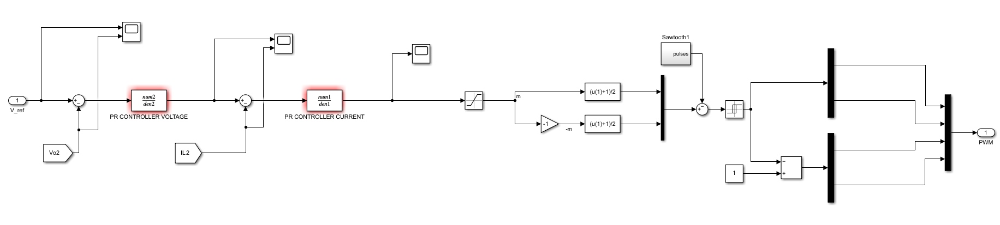 1
V_ref
+
−
Vo2
num2
den2
PR CONTROLLER VOLTAGE
+
−
IL2
num1
den1
PR CONTROLLER CURRENT
m
-1
-m
(u(1)+1)/2
(u(1)+1)/2
Sawtooth1
pulses
−
+
1
−
+
1
PWM